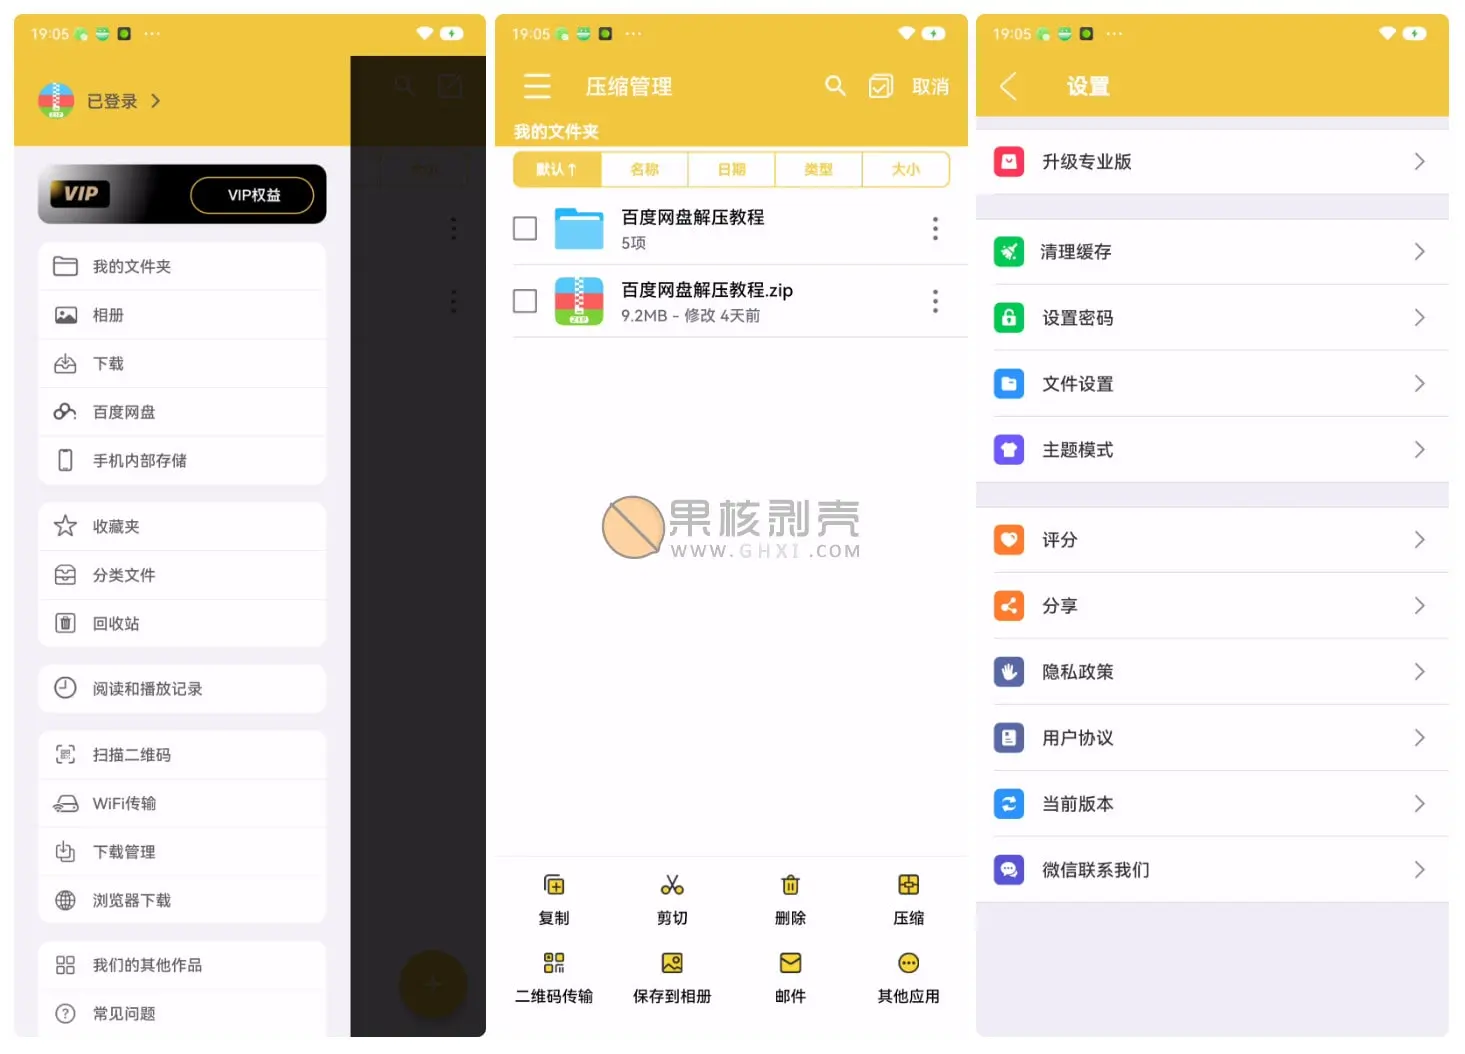 19:05
已登录
VIP
VIP权益
我的文件夹
相册
下载
百度网盘
手机内部存储
收藏夹
分类文件
回收站
阅读和播放记录
扫描二维码
WiFi传输
下载管理
浏览器下载
我们的其他作品
常见问题
19:05
压缩管理
取消
我的文件夹
默认↑ 名称 日期 类型 大小
百度网盘解压教程
5项
百度网盘解压教程.zip
9.2MB - 修改 4天前
ZIP
果核剥壳
WWW.GHXI.COM
复制 剪切 删除 压缩
二维码传输 保存到相册 邮件 其他应用
19:05
设置
升级专业版
清理缓存
设置密码
文件设置
主题模式
评分
分享
隐私政策
用户协议
当前版本
微信联系我们